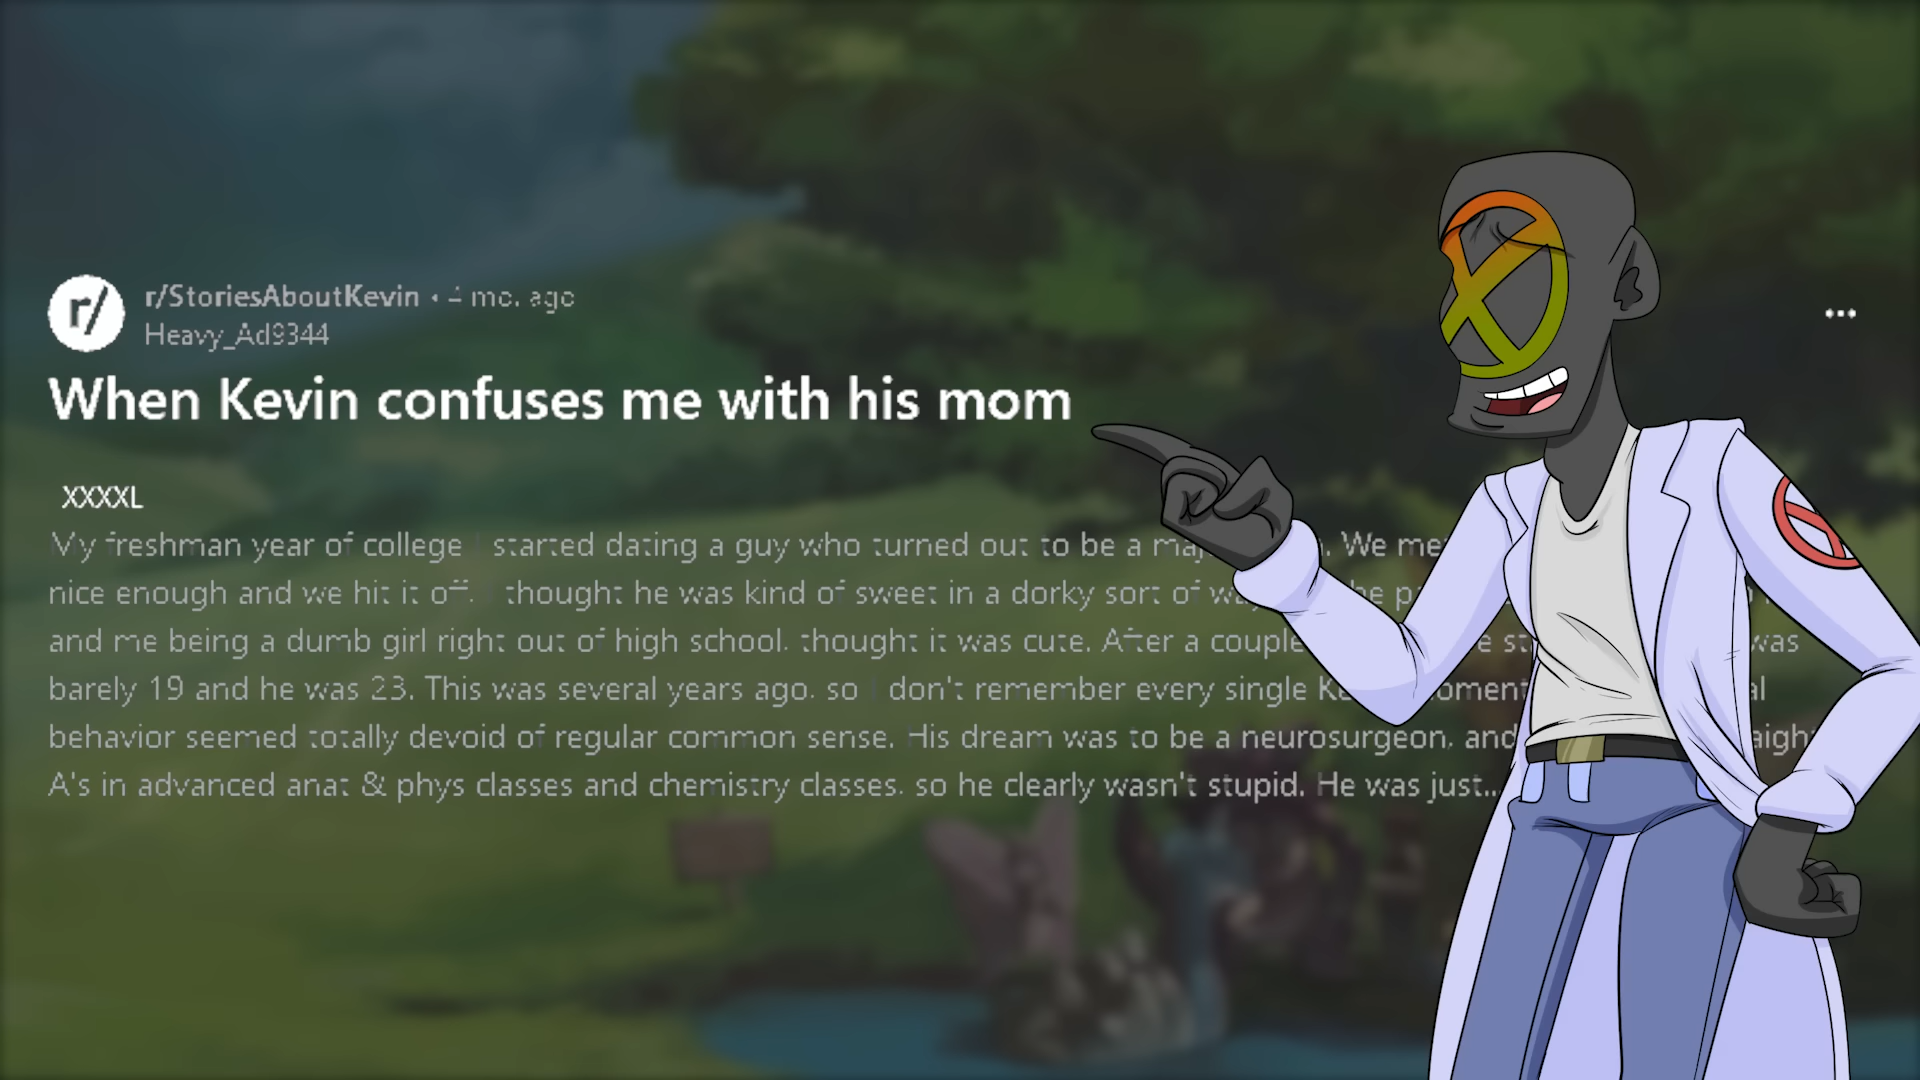 r/
r/StoriesAboutKevin • 4 mo. ago
Heavy_Ad9344
When Kevin confuses me with his mom
XXXXL
My freshman year of college I started dating a guy who turned out to be a We
nice enough and we hit it off. I thought he was kind of sweet in a dorky sort of
and me being a dumb girl right out of high school, thought it was cute. After a couple was
barely 19 and he was 23. This was several years ago, so I don't remember every single
behavior seemed totally devoid of regular common sense. His dream was to be a neurosurgeon, and
A's in advanced anat & phys classes and chemistry classes, so he clearly wasn't stupid. He was just...